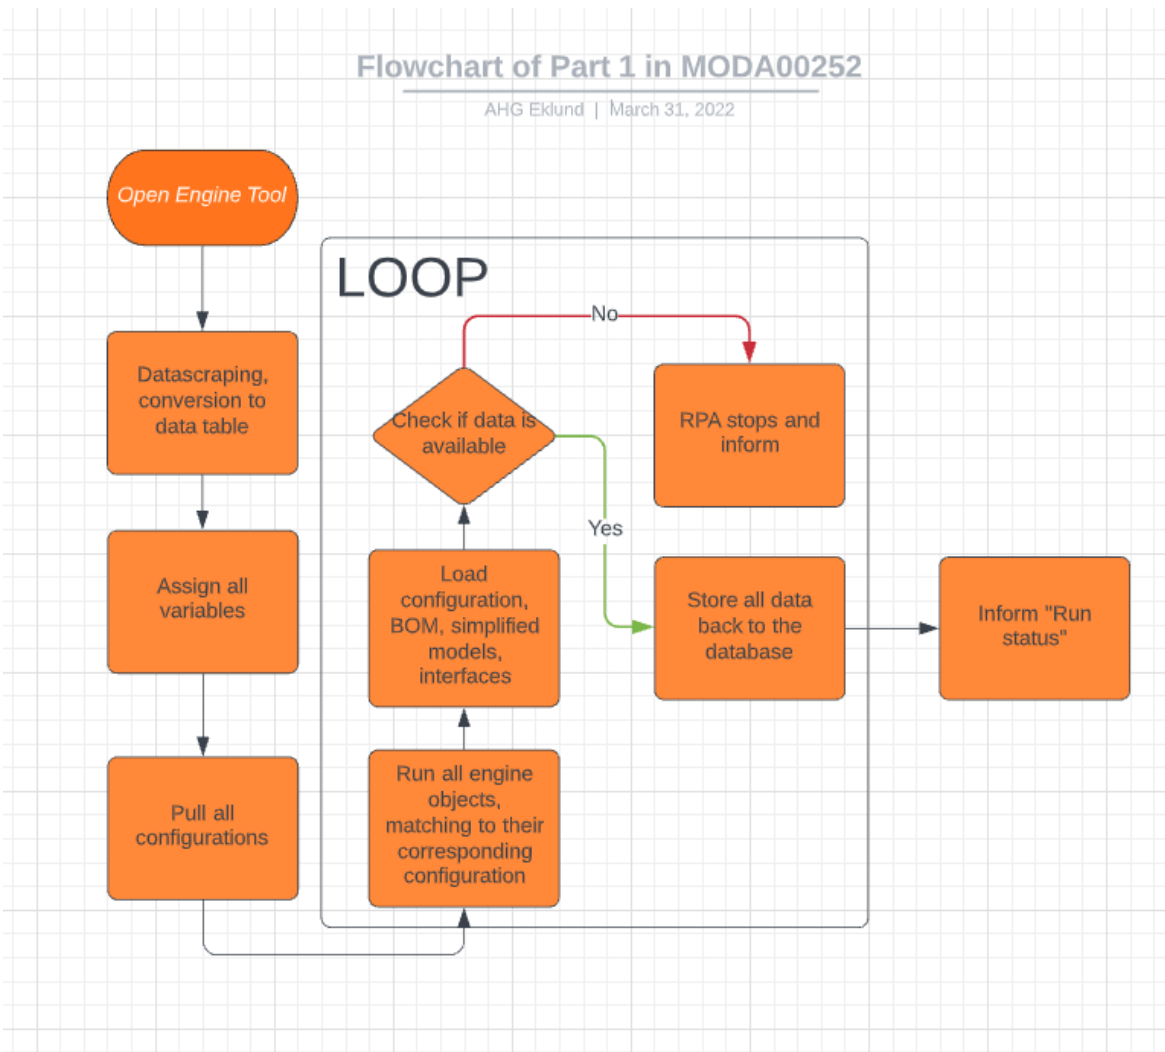 Flowchart of Part 1 in MODA00252
AHG Eklund | March 31, 2022
Open Engine Tool
Datascraping,
conversion to
data table
Assign all
variables
Pull all
configurations
LOOP
No
Check if data is
available
RPA stops and
inform
Yes
Load
configuration,
BOM, simplified
models,
interfaces
Store all data
back to the
database
Inform "Run
status"
Run all engine
objects,
matching to their
corresponding
configuration